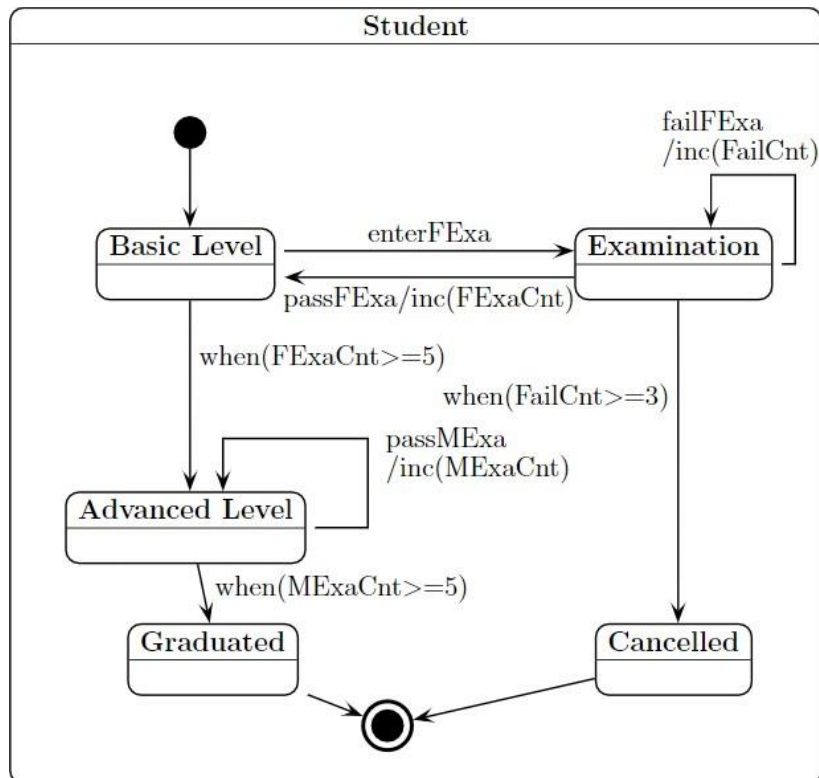 Student
failFExa
/inc(FailCnt)
Basic Level
enterFExa
Examination
passFExa/inc(FExaCnt)
when(FExaCnt>=5)
when(FailCnt>=3)
passMExa
/inc(MExaCnt)
Advanced Level
when(MExaCnt>=5)
Graduated
Cancelled